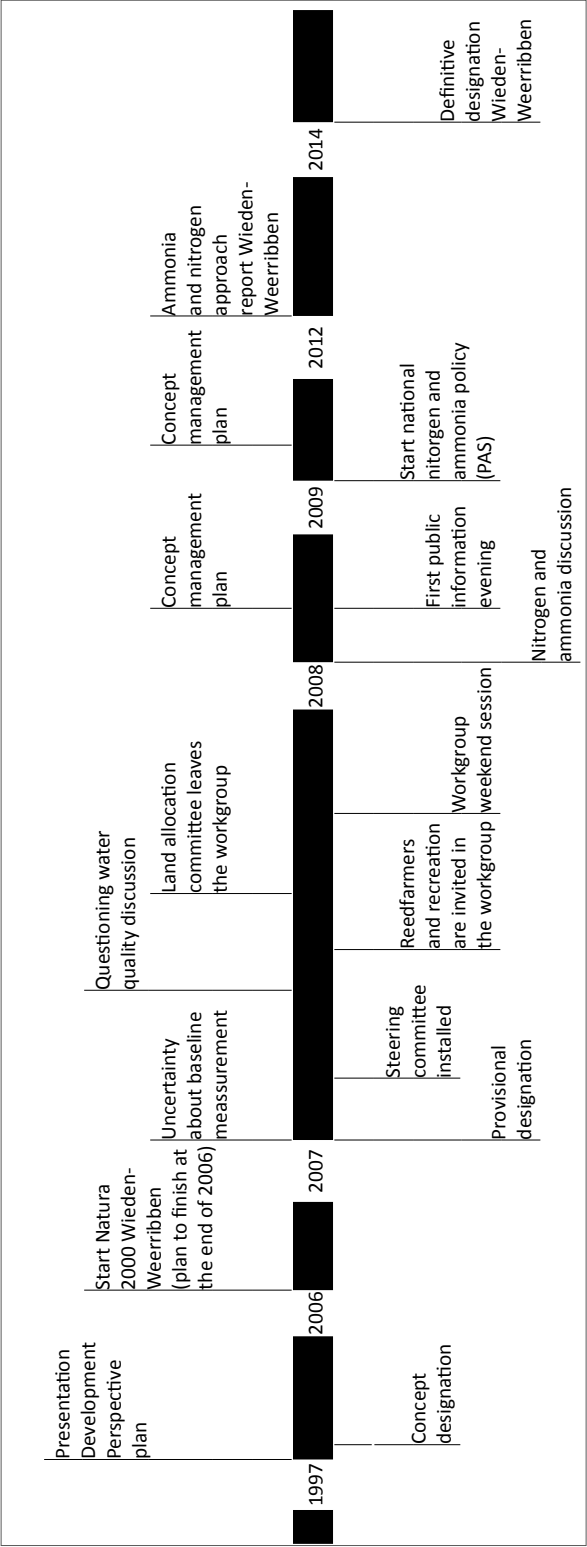 Presentation
Development
Perspective
plan
Start Natura
2000 Wieden-
Weerribben
(plan to finish at
the end of 2006)
Uncertainty
about baseline
meassurement
Questioning water
quality discussion
Land allocation
committee leaves
the workgroup
Concept
management
plan
Concept
management
plan
Ammonia
and nitrogen
approach
report Wieden-
Weerribben
1997
2006
2007
2008
2009
2012
2014
Concept
designation
Provisional
designation
Steering
committee
installed
Reedfarmers
and recreation
are invited in
the workgroup
Workgroup
weekend session
Nitrogen and
ammonia discussion
First public
information
evening
Start national
nitorgen and
ammonia policy
(PAS)
Definitive
designation
Wieden-
Weerribben